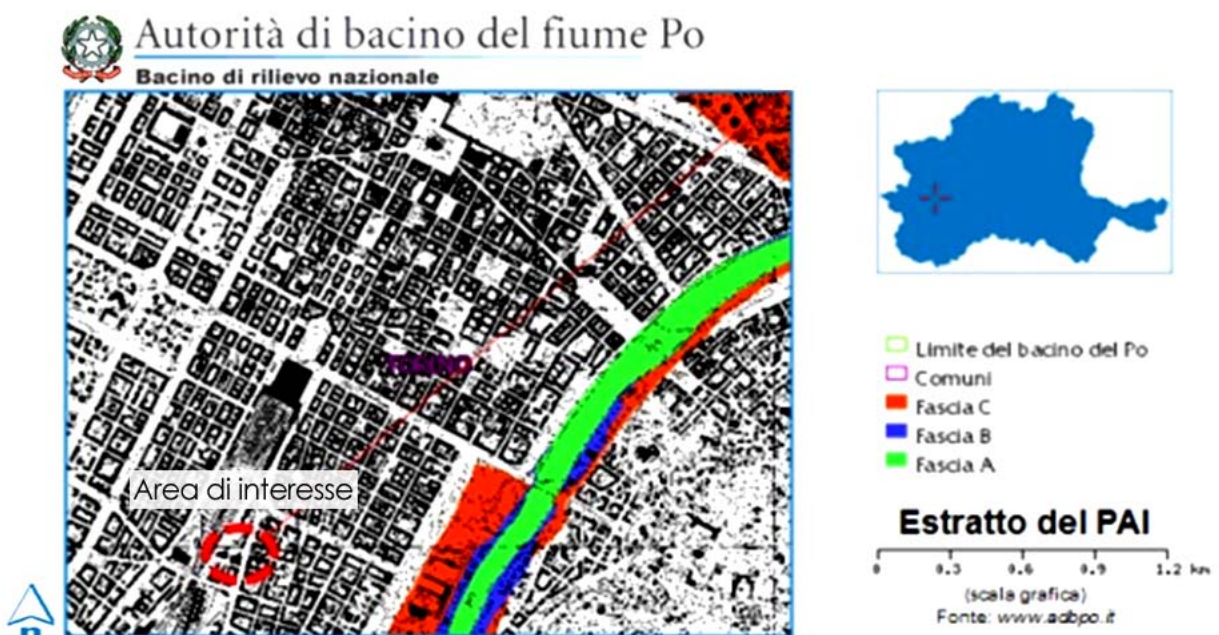 Autorità di bacino del fiume Po
Bacino di rilievo nazionale
Area di interesse
Limite del bacino del Po
Comuni
Fascia C
Fascia B
Fascia A
Estratto del PAI
0 0.3 0.6 0.9 1.2 km
(scala grafica)
Fonte: www.adbpo.it